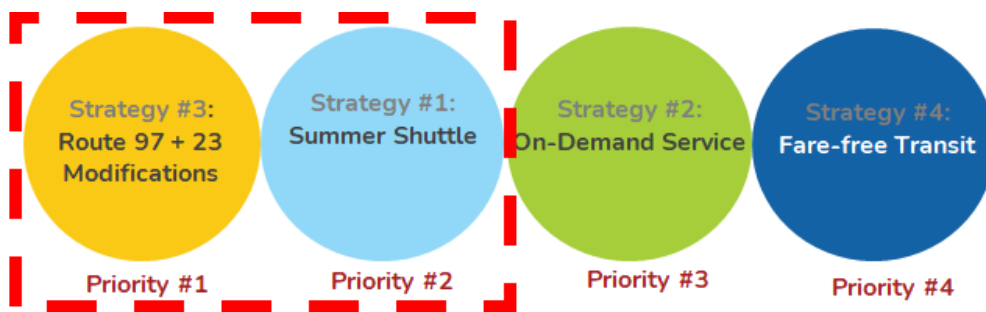 Strategy #3:
Route 97 + 23
Modifications
Priority #1
Strategy #1:
Summer Shuttle
Priority #2
Strategy #2:
On-Demand Service
Priority #3
Strategy #4:
Fare-free Transit
Priority #4